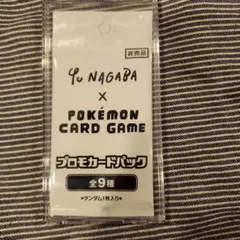 非売品
YU NAGABA
×
POKÉMON
CARD GAME
プロモカードパック
全9種
★ランダム1枚入り★